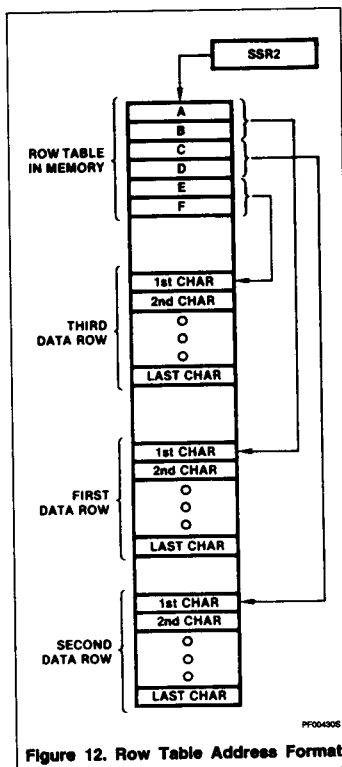 SSR2
A
B
C
D
E
F
ROW TABLE
IN MEMORY
1st CHAR
2nd CHAR
THIRD
DATA ROW
LAST CHAR
1st CHAR
2nd CHAR
FIRST
DATA ROW
LAST CHAR
1st CHAR
2nd CHAR
SECOND
DATA ROW
LAST CHAR
PF00430S
Figure 12. Row Table Address Format